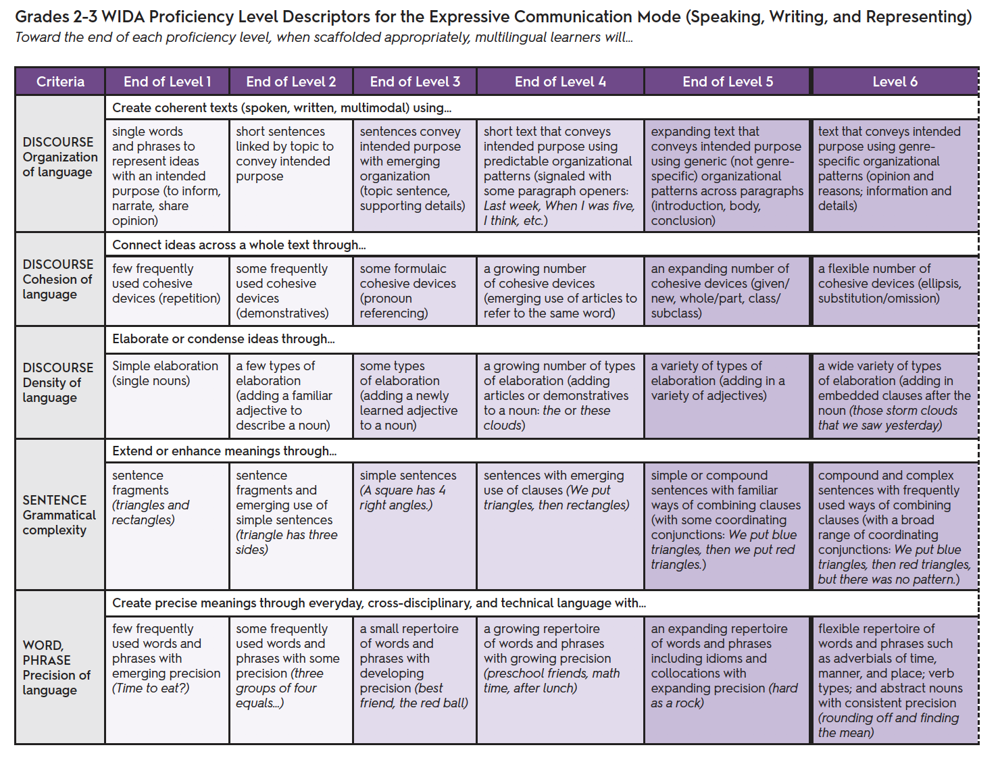 Grades 2-3 WIDA Proficiency Level Descriptors for the Expressive Communication Mode (Speaking, Writing, and Representing)
Toward the end of each proficiency level, when scaffolded appropriately, multilingual learners will…
Criteria
End of Level 1
End of Level 2
End of Level 3
End of Level 4
End of Level 5
Level 6
DISCOURSE
Organization
of language
Create coherent texts (spoken, written, multimodal) using…
single words
and phrases to
represent ideas
with an intended
purpose (to inform,
narrate, share
opinion)
short sentences
linked by topic to
convey intended
purpose
sentences convey
intended purpose
with emerging
organization
(topic sentence,
supporting details)
short text that conveys
intended purpose using
predictable organizational
patterns (signaled with
some paragraph openers:
Last week, When I was five,
I think, etc.)
expanding text that
conveys intended purpose
using generic (not genre-
specific) organizational
patterns across paragraphs
(introduction, body,
conclusion)
text that conveys intended
purpose using genre-
specific organizational
patterns (opinion and
reasons; information and
details)
DISCOURSE
Cohesion of
language
Connect ideas across a whole text through…
few frequently
used cohesive
devices (repetition)
some frequently
used cohesive
devices
(demonstratives)
some formulaic
cohesive devices
(pronoun
referencing)
a growing number
of cohesive devices
(emerging use of articles to
refer to the same word)
an expanding number of
cohesive devices (given/
new, whole/part, class/
subclass)
a flexible number of
cohesive devices (ellipsis,
substitution/omission)
DISCOURSE
Density of
language
Elaborate or condense ideas through…
Simple elaboration
(single nouns)
a few types of
elaboration
(adding a familiar
adjective to
describe a noun)
some types
of elaboration
(adding a newly
learned adjective
to a noun)
a growing number of types
of elaboration (adding
articles or demonstratives
to a noun: the or these
clouds)
a variety of types of
elaboration (adding in a
variety of adjectives)
a wide variety of types
of elaboration (adding in
embedded clauses after the
noun (those storm clouds
that we saw yesterday)
SENTENCE
Grammatical
complexity
Extend or enhance meanings through…
sentence
fragments
(triangles and
rectangles)
sentence
fragments and
emerging use of
simple sentences
(triangle has three
sides)
simple sentences
(A square has 4
right angles.)
sentences with emerging
use of clauses (We put
triangles, then rectangles)
simple or compound
sentences with familiar
ways of combining clauses
(with some coordinating
conjunctions: We put blue
triangles, then we put red
triangles.)
compound and complex
sentences with frequently
used ways of combining
clauses (with a broad
range of coordinating
conjunctions: We put blue
triangles, then red triangles,
but there was no pattern.)
WORD,
PHRASE
Precision of
language
Create precise meanings through everyday, cross-disciplinary, and technical language with…
few frequently
used words and
phrases with
emerging precision
(Time to eat?)
some frequently
used words and
phrases with some
precision (three
groups of four
equals…)
a small repertoire
of words and
phrases with
developing
precision (best
friend, the red ball)
a growing repertoire
of words and phrases
with growing precision
(preschool friends, math
time, after lunch)
an expanding repertoire
of words and phrases
including idioms and
collocations with
expanding precision (hard
as a rock)
flexible repertoire of
words and phrases such
as adverbials of time,
manner, and place; verb
types; and abstract nouns
with consistent precision
(rounding off and finding
the mean)